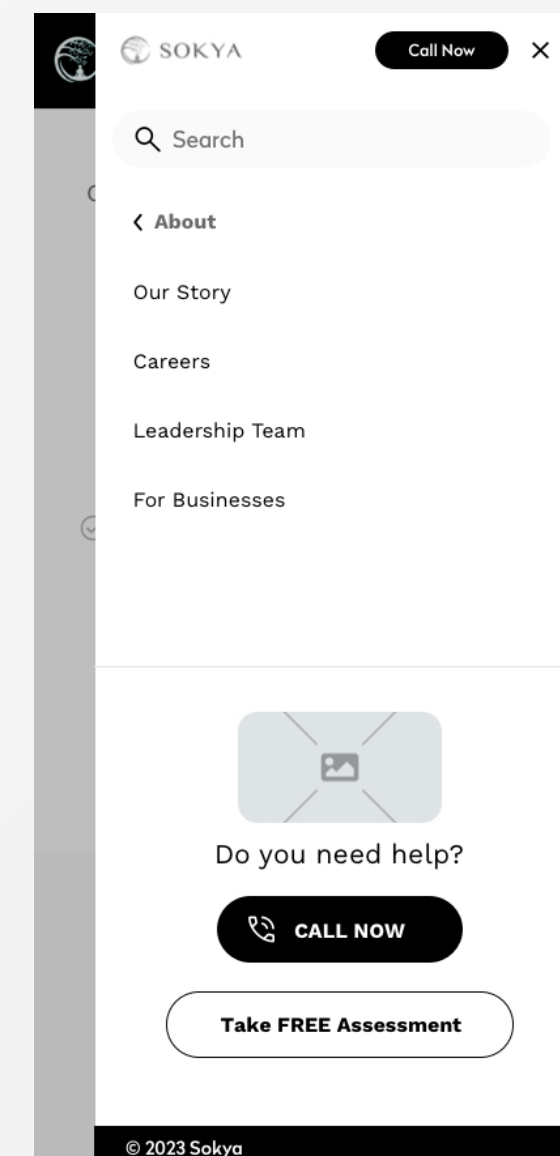 SOKYA
Call Now
Search
About
Our Story
Careers
Leadership Team
For Businesses
Do you need help?
CALL NOW
Take FREE Assessment
© 2023 Sokya